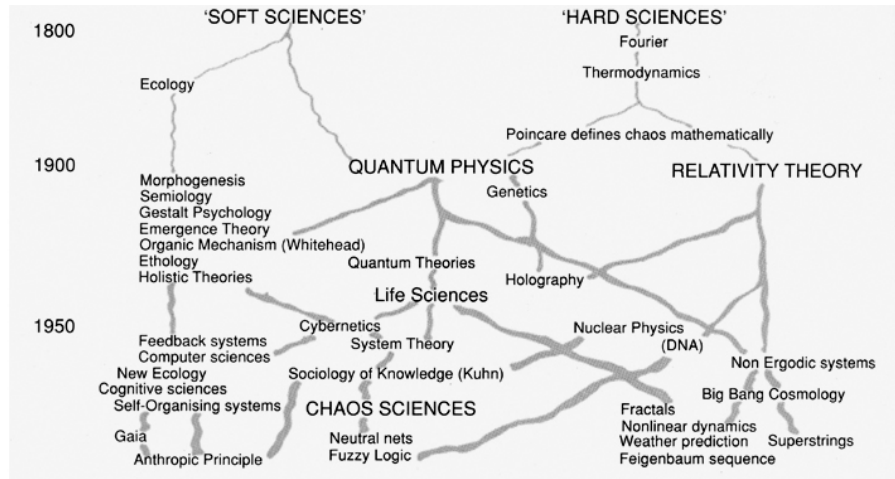 'SOFT SCIENCES'
'HARD SCIENCES'
1800
Fourier
Thermodynamics
Ecology
Poincare defines chaos mathematically
1900
QUANTUM PHYSICS
RELATIVITY THEORY
Genetics
Morphogenesis
Semiology
Gestalt Psychology
Emergence Theory
Organic Mechanism (Whitehead)
Ethology
Holistic Theories
Quantum Theories
Holography
Life Sciences
1950
Cybernetics
System Theory
Nuclear Physics
(DNA)
Feedback systems
Computer sciences
Non Ergodic systems
New Ecology
Cognitive sciences
Self-Organising systems
Sociology of Knowledge (Kuhn)
Big Bang Cosmology
CHAOS SCIENCES
Fractals
Nonlinear dynamics
Weather prediction
Feigenbaum sequence
Superstrings
Gaia
Anthropic Principle
Neutral nets
Fuzzy Logic